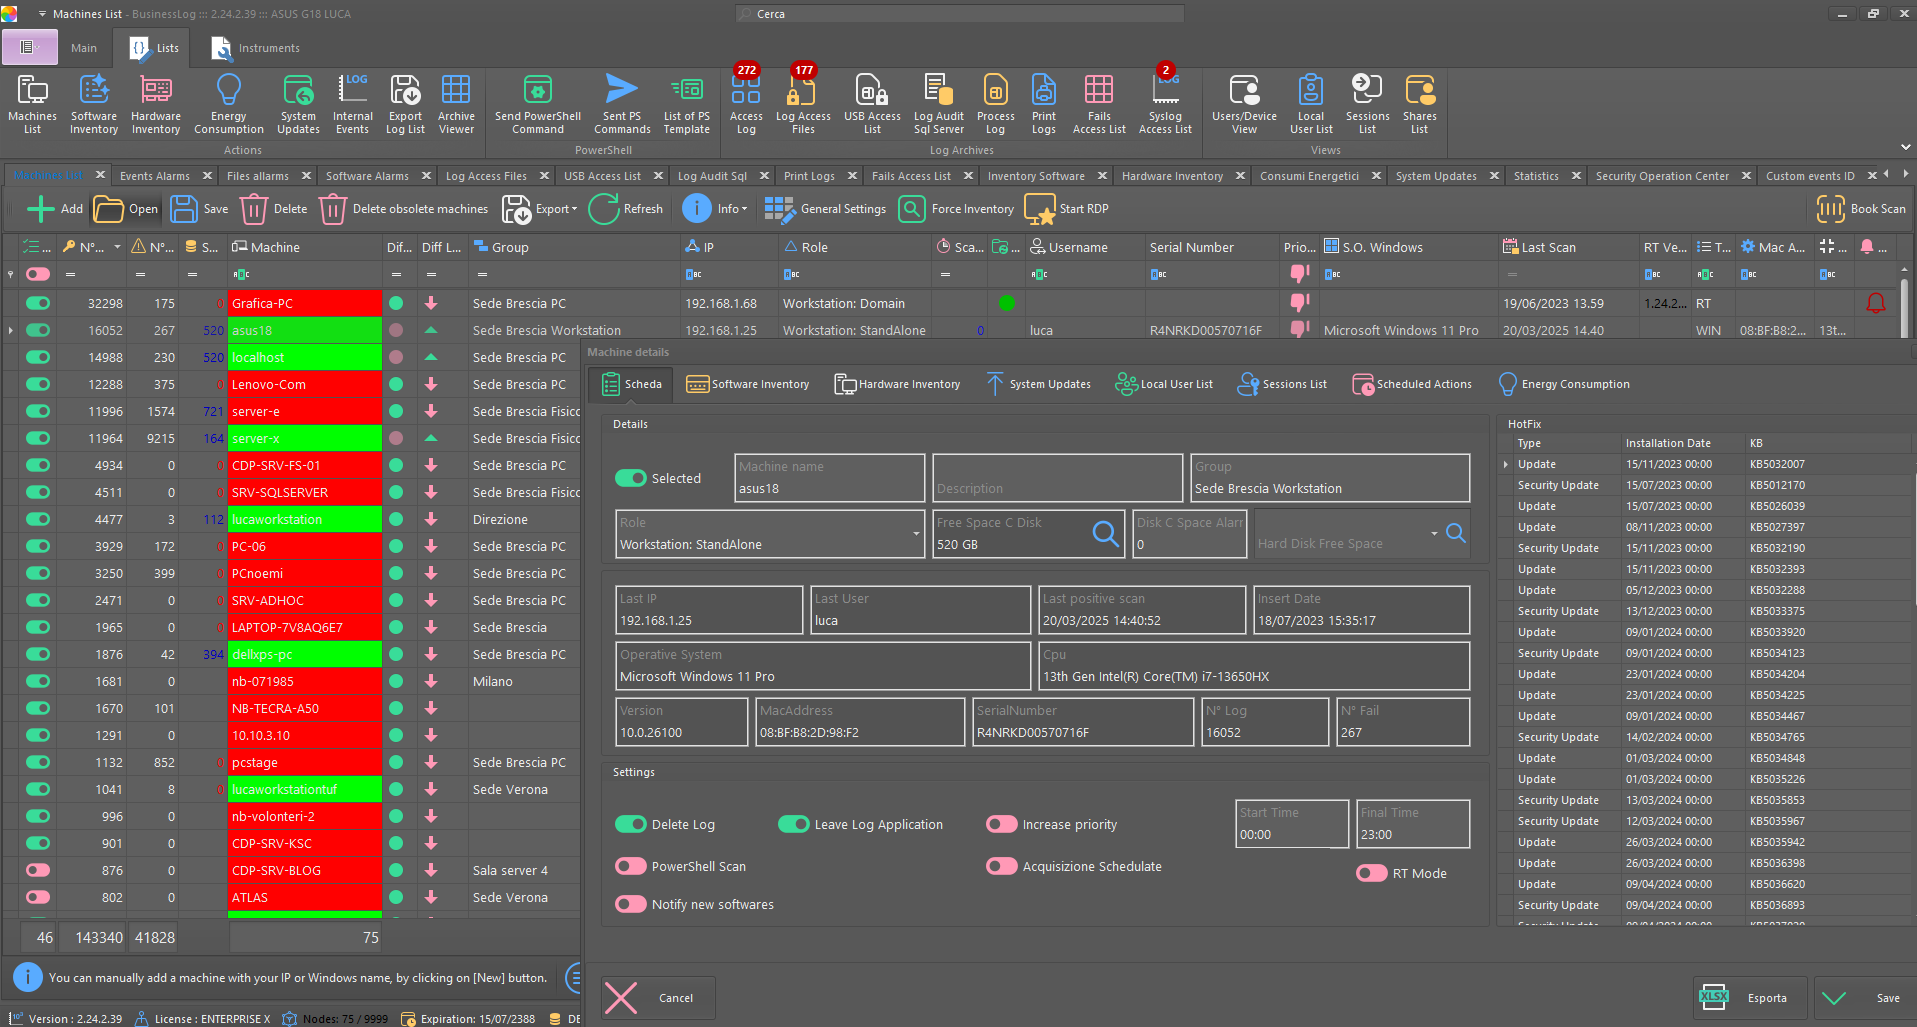 Machines List - BusinessLog ::: 2.24.2.39 ::: ASUS G18 LUCA
Cerca
Main
Lists
Instruments
272
177
2
Machines List
Software Inventory
Hardware Inventory
Energy Consumption
System Updates
Internal Events
Export Log List
Archive Viewer
Send PowerShell Command
Sent PS Commands
List of PS Template
Access Log
Log Access Files
USB Access List
Log Audit Sql Server
Process Log
Print Logs
Fails Access List
Syslog Access List
Users/Device View
Local User List
Sessions List
Shares List
Actions
PowerShell
Log Archives
Views
Machines List
Events Alarms
Files allarms
Software Alarms
Log Access Files
USB Access List
Log Audit Sql
Print Logs
Fails Access List
Inventory Software
Hardware Inventory
Consumi Energetici
System Updates
Statistics
Security Operation Center
Custom events ID
Add
Open
Save
Delete
Delete obsolete machines
Export
Refresh
Info
General Settings
Force Inventory
Start RDP
Book Scan
... N°... N°... S... Machine Dif... Diff L... Group IP Role Sca... ... Username Serial Number Prio... S.O. Windows Last Scan RT Ve... T... Mac A... ... ...
32298 175 0 Grafica-PC Sede Brescia PC 192.168.1.68 Workstation: Domain 19/06/2023 13.59 1.24.2... RT
16052 267 520 asus18 Sede Brescia Workstation 192.168.1.25 Workstation: StandAlone 0 luca R4NRKD00570716F Microsoft Windows 11 Pro 20/03/2025 14.40 WIN 08:BF:B8:2... 13t...
14988 230 520 localhost Sede Brescia PC
12288 375 0 Lenovo-Com Sede Brescia PC
11996 1574 721 server-e Sede Brescia Fisico
11964 9215 164 server-x Sede Brescia Fisico
4934 0 0 CDP-SRV-FS-01 Sede Brescia PC
4511 0 0 SRV-SQLSERVER Sede Brescia Fisico
4477 3 112 lucaworkstation Direzione
3929 172 0 PC-06 Sede Brescia PC
3250 399 0 PCnoemi Sede Brescia PC
2471 0 0 SRV-ADHOC Sede Brescia PC
1965 0 0 LAPTOP-7V8AQ6E7 Sede Brescia
1876 42 394 dellxps-pc Sede Brescia PC
1681 0 nb-071985 Milano
1670 101 NB-TECRA-A50
1291 0 10.10.3.10
1132 852 0 pcstage Sede Brescia PC
1041 8 0 lucaworkstationtuf Sede Verona
996 0 nb-volonteri-2
901 0 CDP-SRV-KSC
876 0 CDP-SRV-BLOG Sala server 4
802 0 ATLAS Sede Verona
46 143340 41828 75
You can manually add a machine with your IP or Windows name, by clicking on [New] button.
Machine details
Scheda
Software Inventory
Hardware Inventory
System Updates
Local User List
Sessions List
Scheduled Actions
Energy Consumption
Details
Selected
Machine name
asus18
Description
Group
Sede Brescia Workstation
Role
Workstation: StandAlone
Free Space C Disk
520 GB
Disk C Space Alarr
0
Hard Disk Free Space
Last IP
192.168.1.25
Last User
luca
Last positive scan
20/03/2025 14:40:52
Insert Date
18/07/2023 15:35:17
Operative System
Microsoft Windows 11 Pro
Cpu
13th Gen Intel(R) Core(TM) i7-13650HX
Version
10.0.26100
MacAddress
08:BF:B8:2D:98:F2
SerialNumber
R4NRKD00570716F
N° Log
16052
N° Fail
267
Settings
Delete Log
Leave Log Application
Increase priority
Start Time
00:00
Final Time
23:00
PowerShell Scan
Acquisizione Schedulate
RT Mode
Notify new softwares
HotFix
Type Installation Date KB
Update 15/11/2023 00:00 KB5032007
Security Update 15/07/2023 00:00 KB5012170
Update 15/07/2023 00:00 KB5026039
Update 08/11/2023 00:00 KB5027397
Security Update 15/11/2023 00:00 KB5032190
Update 15/11/2023 00:00 KB5032393
Update 05/12/2023 00:00 KB5032288
Security Update 13/12/2023 00:00 KB5033375
Update 09/01/2024 00:00 KB5033920
Security Update 09/01/2024 00:00 KB5034123
Update 23/01/2024 00:00 KB5034204
Update 23/01/2024 00:00 KB5034225
Update 09/01/2024 00:00 KB5034467
Security Update 14/02/2024 00:00 KB5034765
Update 01/03/2024 00:00 KB5034848
Update 01/03/2024 00:00 KB5035226
Security Update 13/03/2024 00:00 KB5035853
Security Update 12/03/2024 00:00 KB5035967
Update 26/03/2024 00:00 KB5035942
Update 26/03/2024 00:00 KB5036398
Update 09/04/2024 00:00 KB5036620
Security Update 09/04/2024 00:00 KB5036893
Cancel
XLSX
Esporta
Save
Version : 2.24.2.39
License : ENTERPRISE X
Nodes: 75 / 9999
Expiration: 15/07/2388